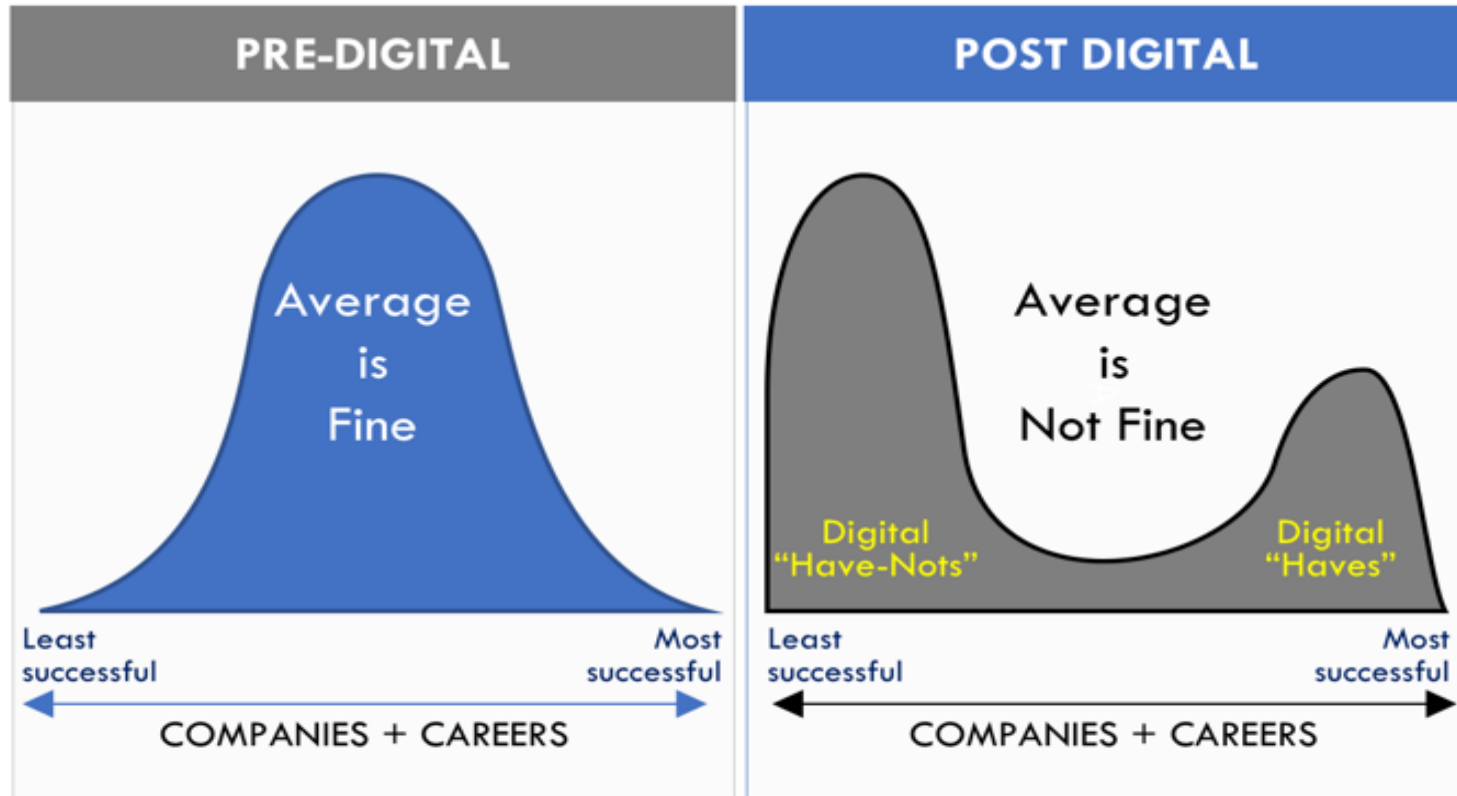 PRE-DIGITAL
Average
is
Fine
Least
successful
Most
successful
COMPANIES + CAREERS
POST DIGITAL
Average
is
Not Fine
Digital
“Have-Nots”
Digital
“Haves”
Least
successful
Most
successful
COMPANIES + CAREERS